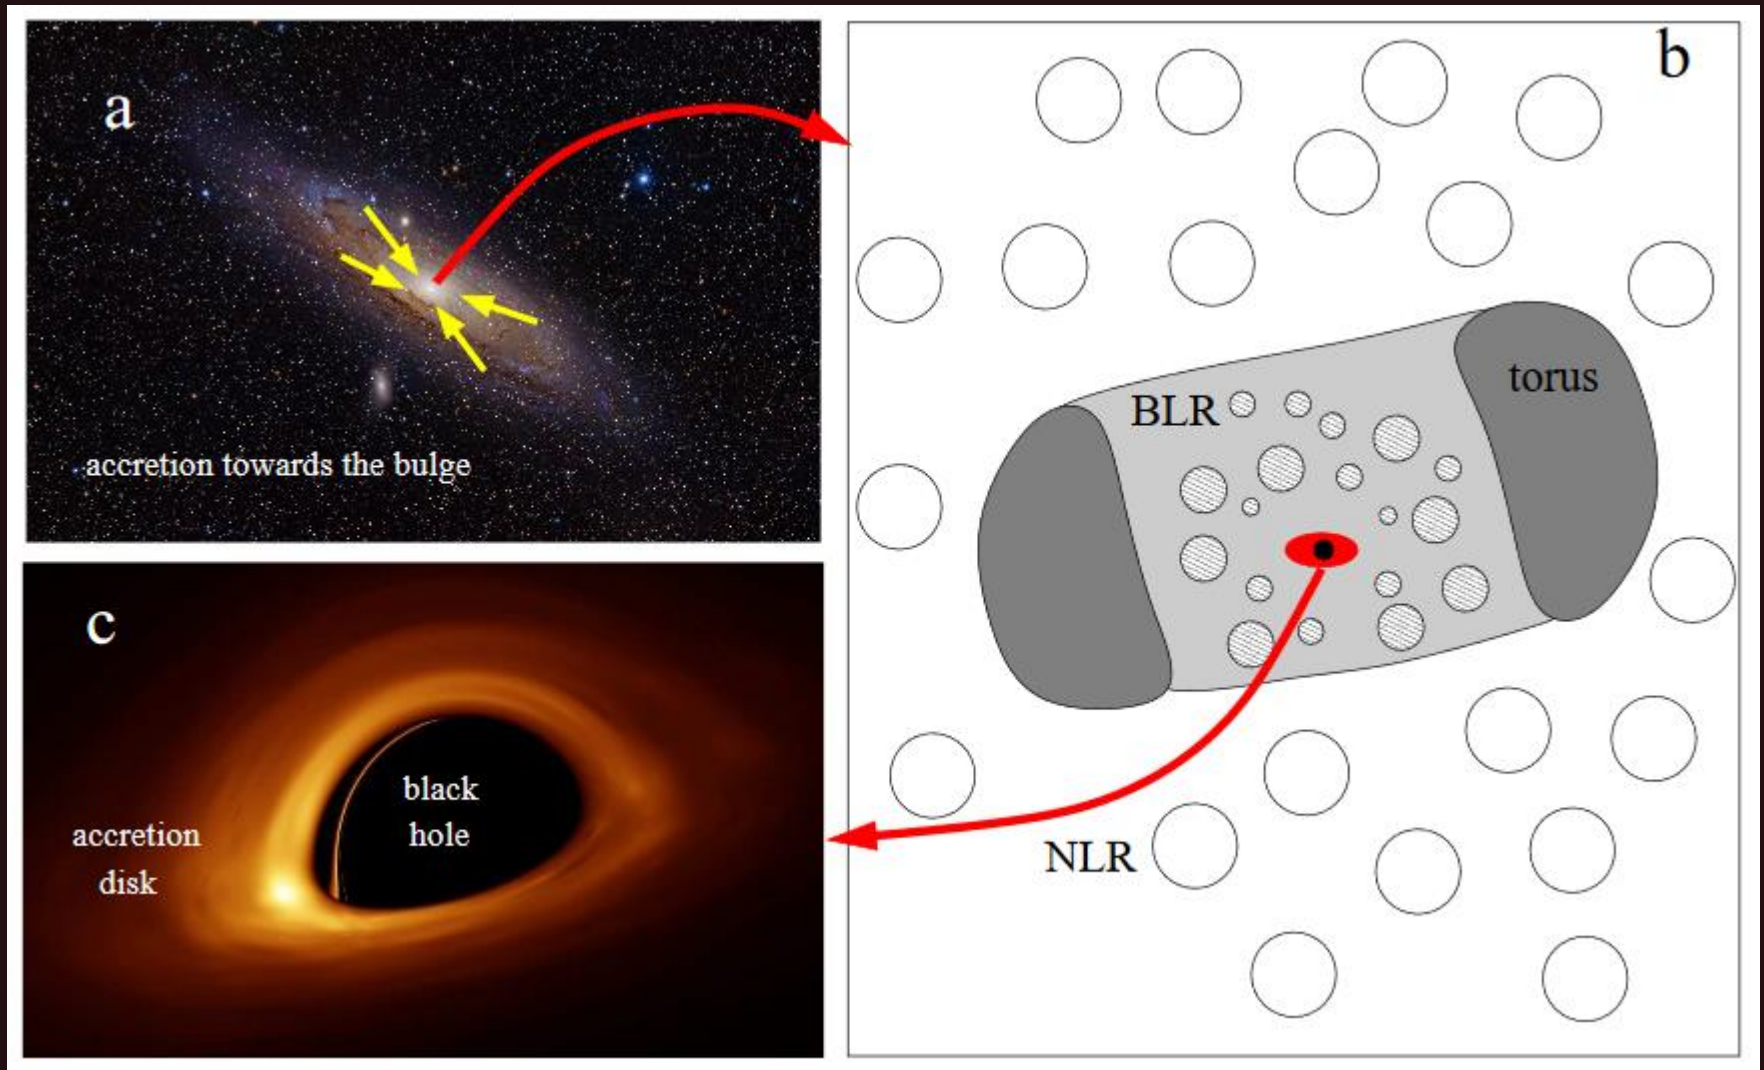 a
accretion towards the bulge
b
BLR
torus
NLR
c
black
hole
accretion
disk